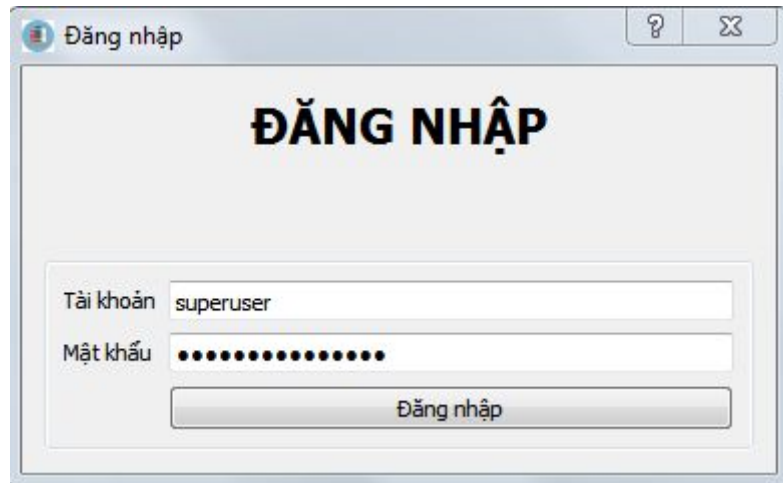 Đăng nhập
ĐĂNG NHẬP
Tài khoản superuser
Mật khẩu ●●●●●●●●●●●●●●●
Đăng nhập